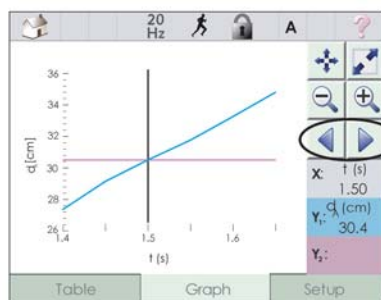 20
Hz
A
?
36
34
32
30
28
26
d [cm]
1.4
1.5
1.6
t (s)
X: t (s)
1.50
Y₁: d (cm)
30.4
Y₂:
Table
Graph
Setup